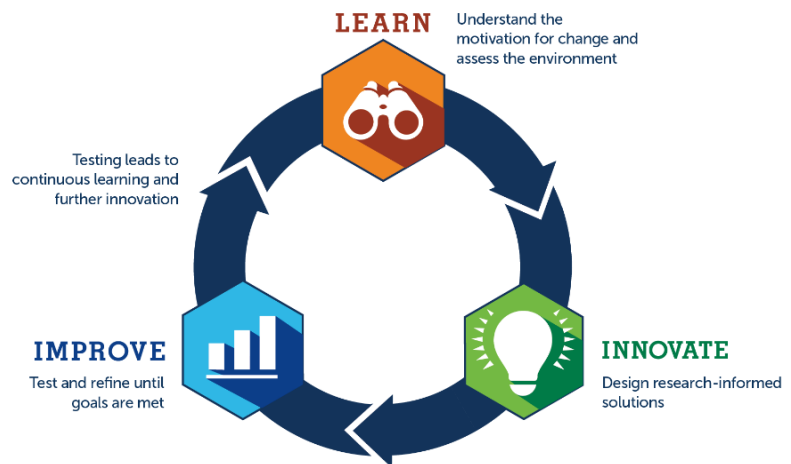 LEARN
Understand the
motivation for change and
assess the environment
Testing leads to
continuous learning and
further innovation
IMPROVE
Test and refine until
goals are met
INNOVATE
Design research-informed
solutions